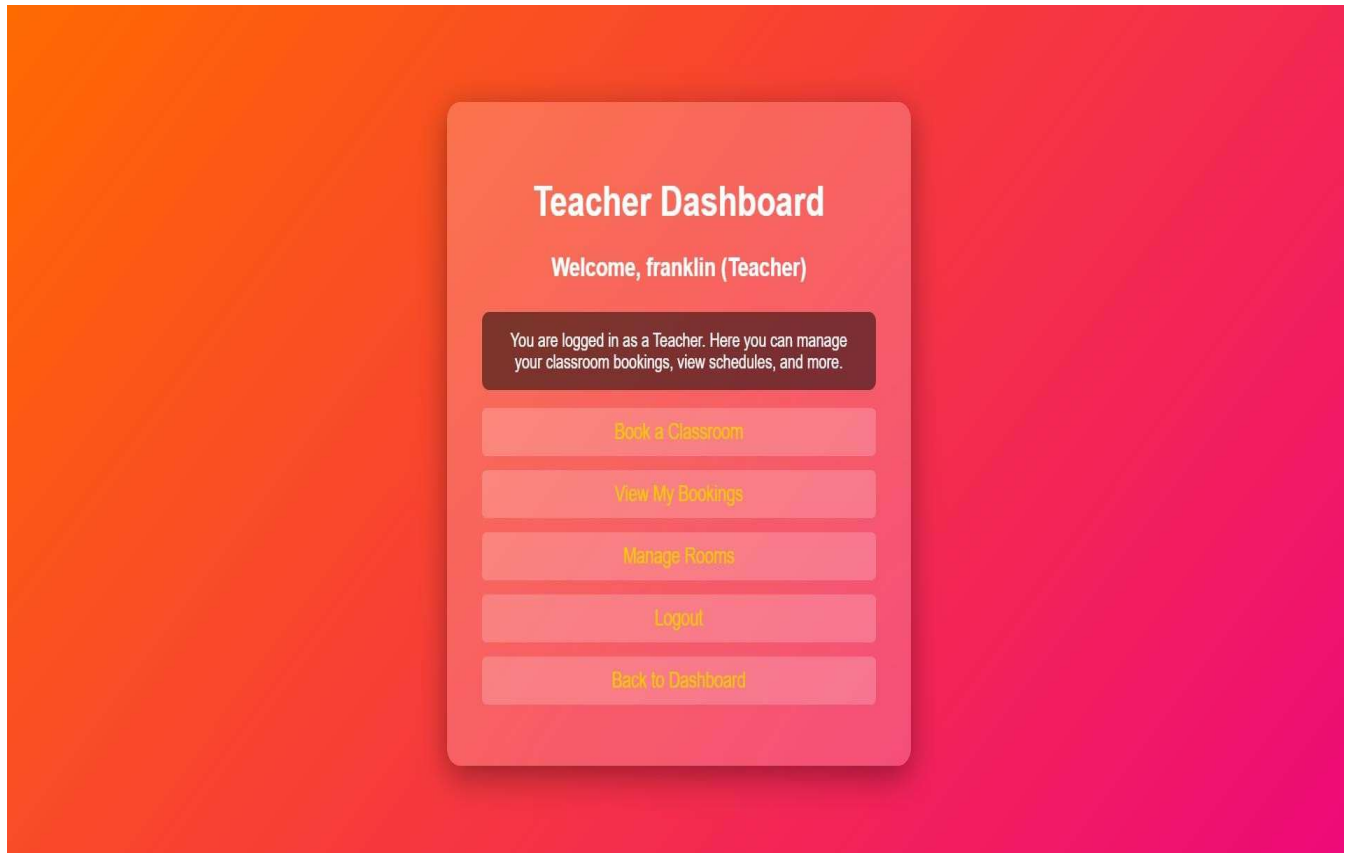 Teacher Dashboard
Welcome, franklin (Teacher)
You are logged in as a Teacher. Here you can manage
your classroom bookings, view schedules, and more.
Book a Classroom
View My Bookings
Manage Rooms
Logout
Back to Dashboard